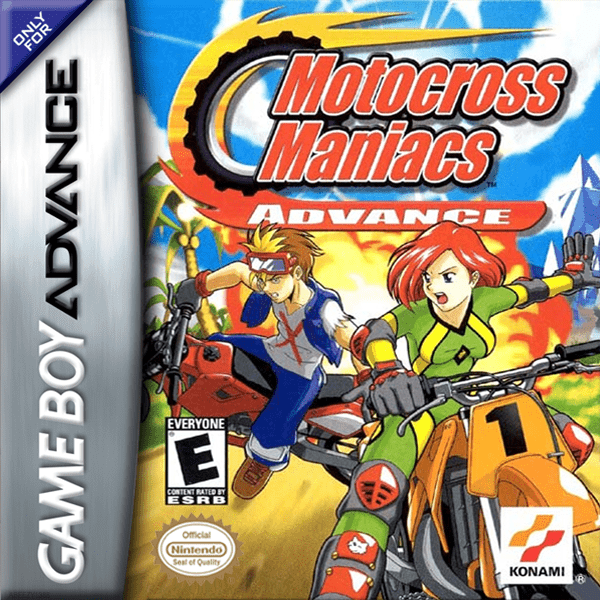 ONLY
FOR
GAME BOY ADVANCE
Motocross
Maniacs
TM
ADVANCE
1
EVERYONE
E
CONTENT RATED BY
ESRB
Official
Nintendo
Seal of Quality
KONAMI
®